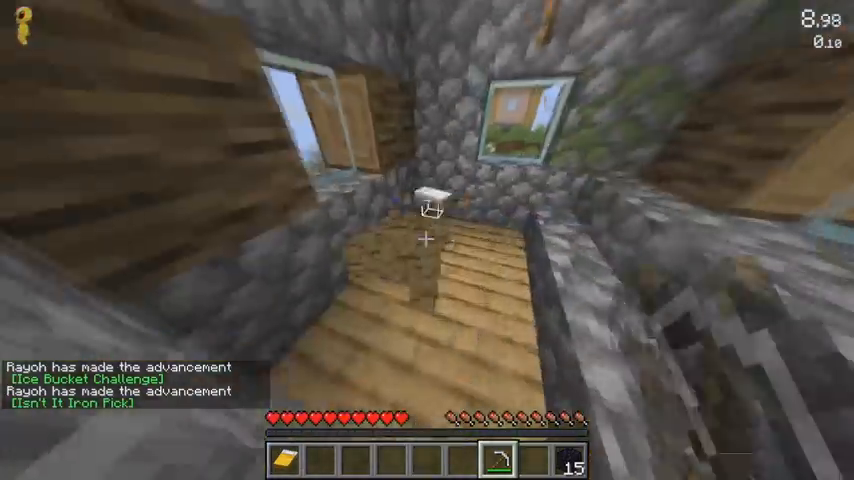 8.98
0.10
Rayoh has made the advancement
[Ice Bucket Challenge]
Rayoh has made the advancement
[Isn't It Iron Pick]
15